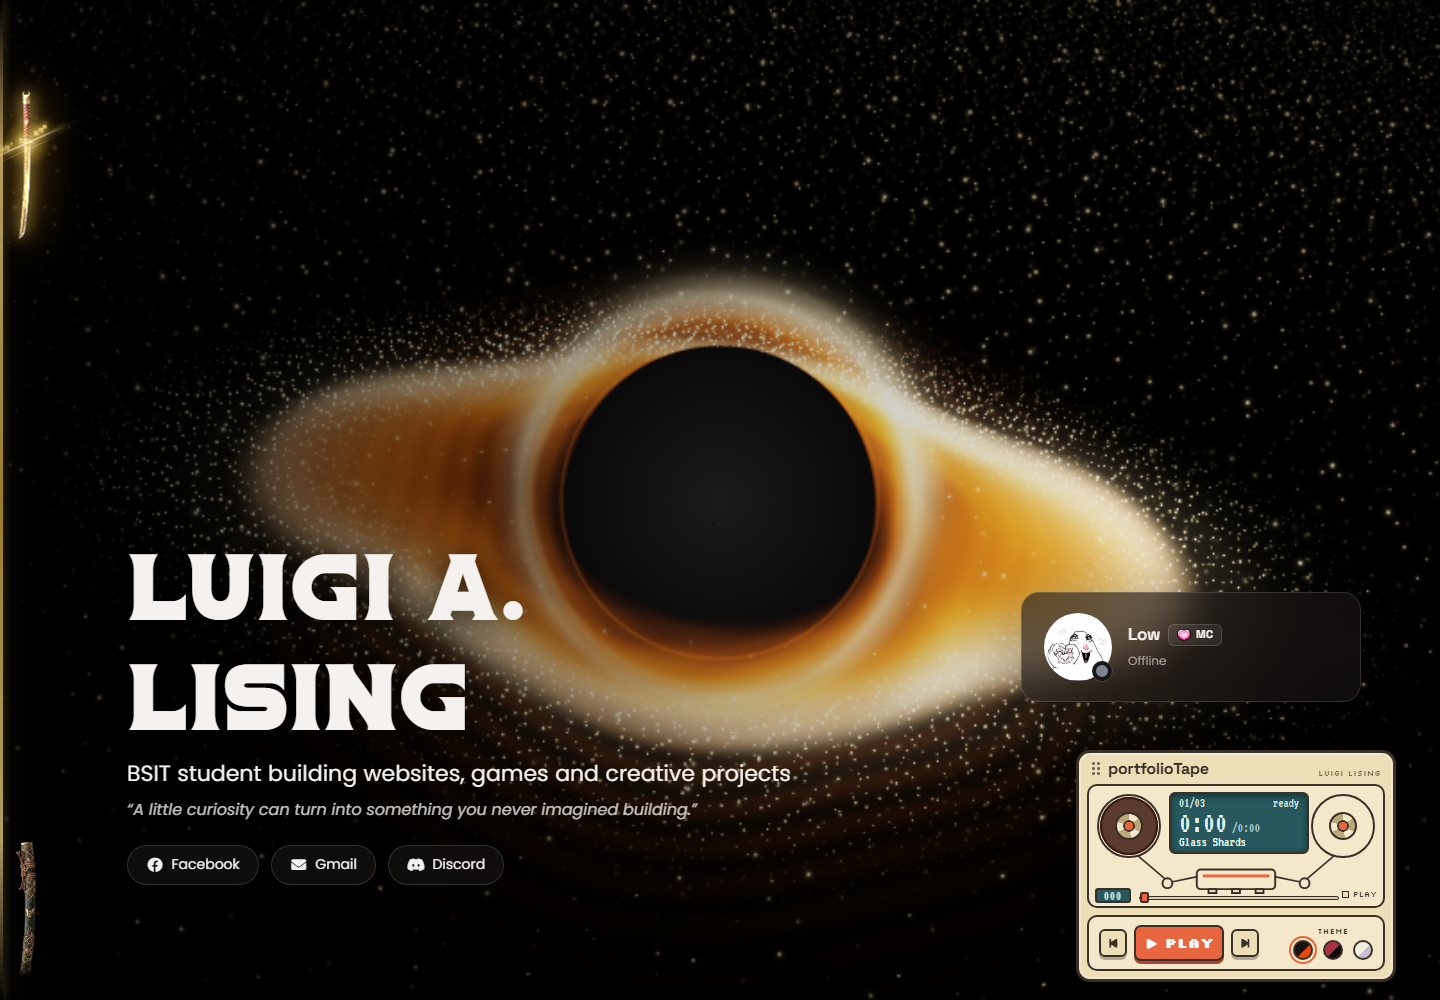 LUIGI A.
LISING
BSIT student building websites, games and creative projects
“A little curiosity can turn into something you never imagined building.”
Facebook
Gmail
Discord
Low
MC
Offline
portfolioTape
LUIGI LISING
01/03
ready
0:00 /0:00
Glass Shards
000
PLAY
PLAY
THEME